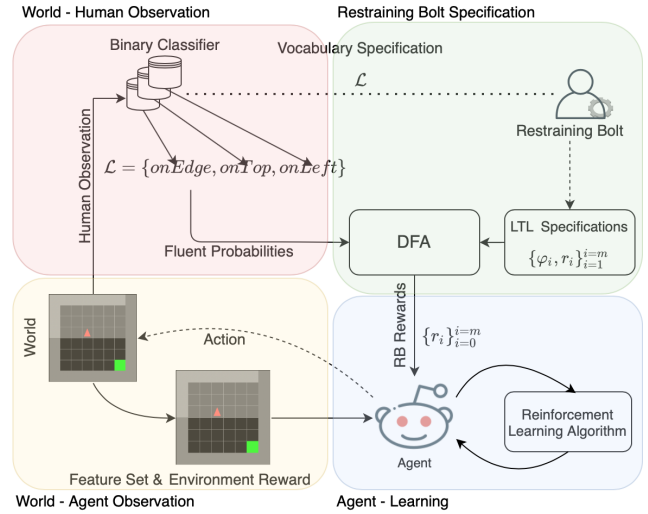 World - Human Observation
Restraining Bolt Specification
Binary Classifier
Vocabulary Specification
ℒ
Restraining Bolt
Human Observation
ℒ = {onEdge, onTop, onLeft}
Fluent Probabilities
DFA
LTL Specifications
{φᵢ, rᵢ}ᵢ₌₁ⁱ⁼ᵐ
RB Rewards
{rᵢ}ᵢ₌₀ⁱ⁼ᵐ
World
Action
Agent
Reinforcement
Learning Algorithm
Feature Set & Environment Reward
World - Agent Observation
Agent - Learning